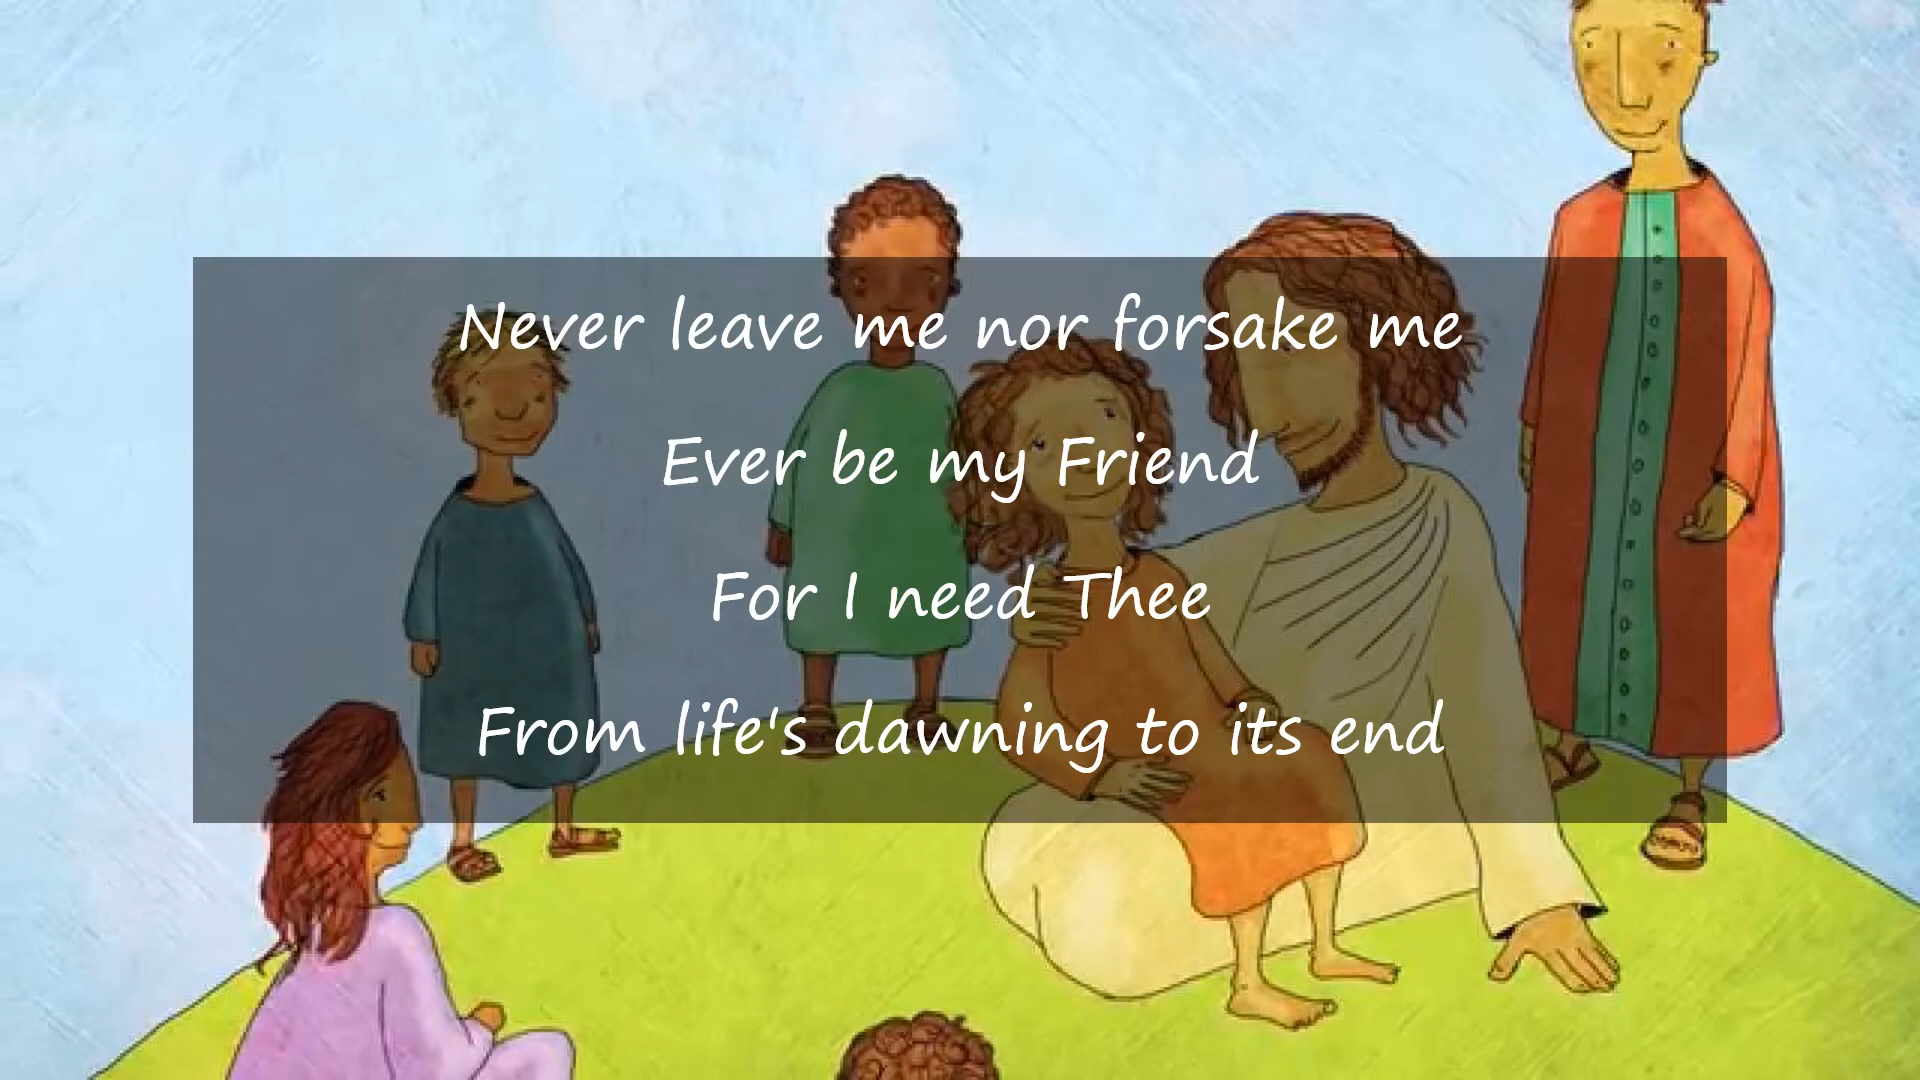 Never leave me nor forsake me
Ever be my Friend
For I need Thee
From life's dawning to its end